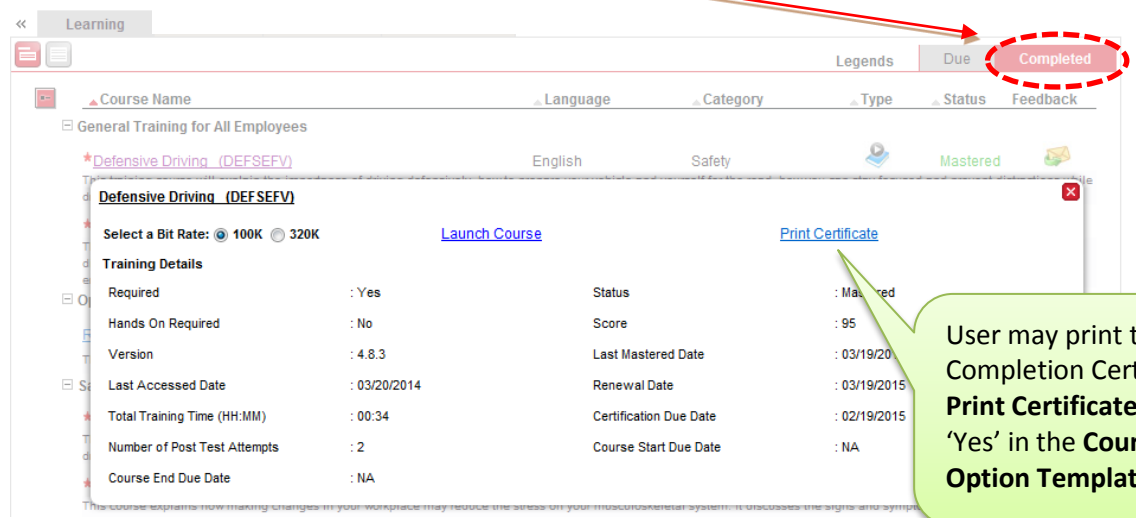 « Learning
Legends Due Completed
Course Name Language Category Type Status Feedback
General Training for All Employees
*Defensive Driving (DEFSEFV) English Safety Mastered
Defensive Driving (DEFSEFV)
Select a Bit Rate: 100K 320K Launch Course Print Certificate
Training Details
Required : Yes Status : Mastered
Hands On Required : No Score : 95
Version : 4.8.3 Last Mastered Date : 03/19/20
Last Accessed Date : 03/20/2014 Renewal Date : 03/19/2015
Total Training Time (HH:MM) : 00:34 Certification Due Date : 02/19/2015
Number of Post Test Attempts : 2 Course Start Due Date : NA
Course End Due Date : NA
User may print t
Completion Cert
Print Certificate
'Yes' in the Cour
Option Templat
This course explains how making changes in your workplace may reduce the stress on your musculoskeletal system. It discusses the signs and symp